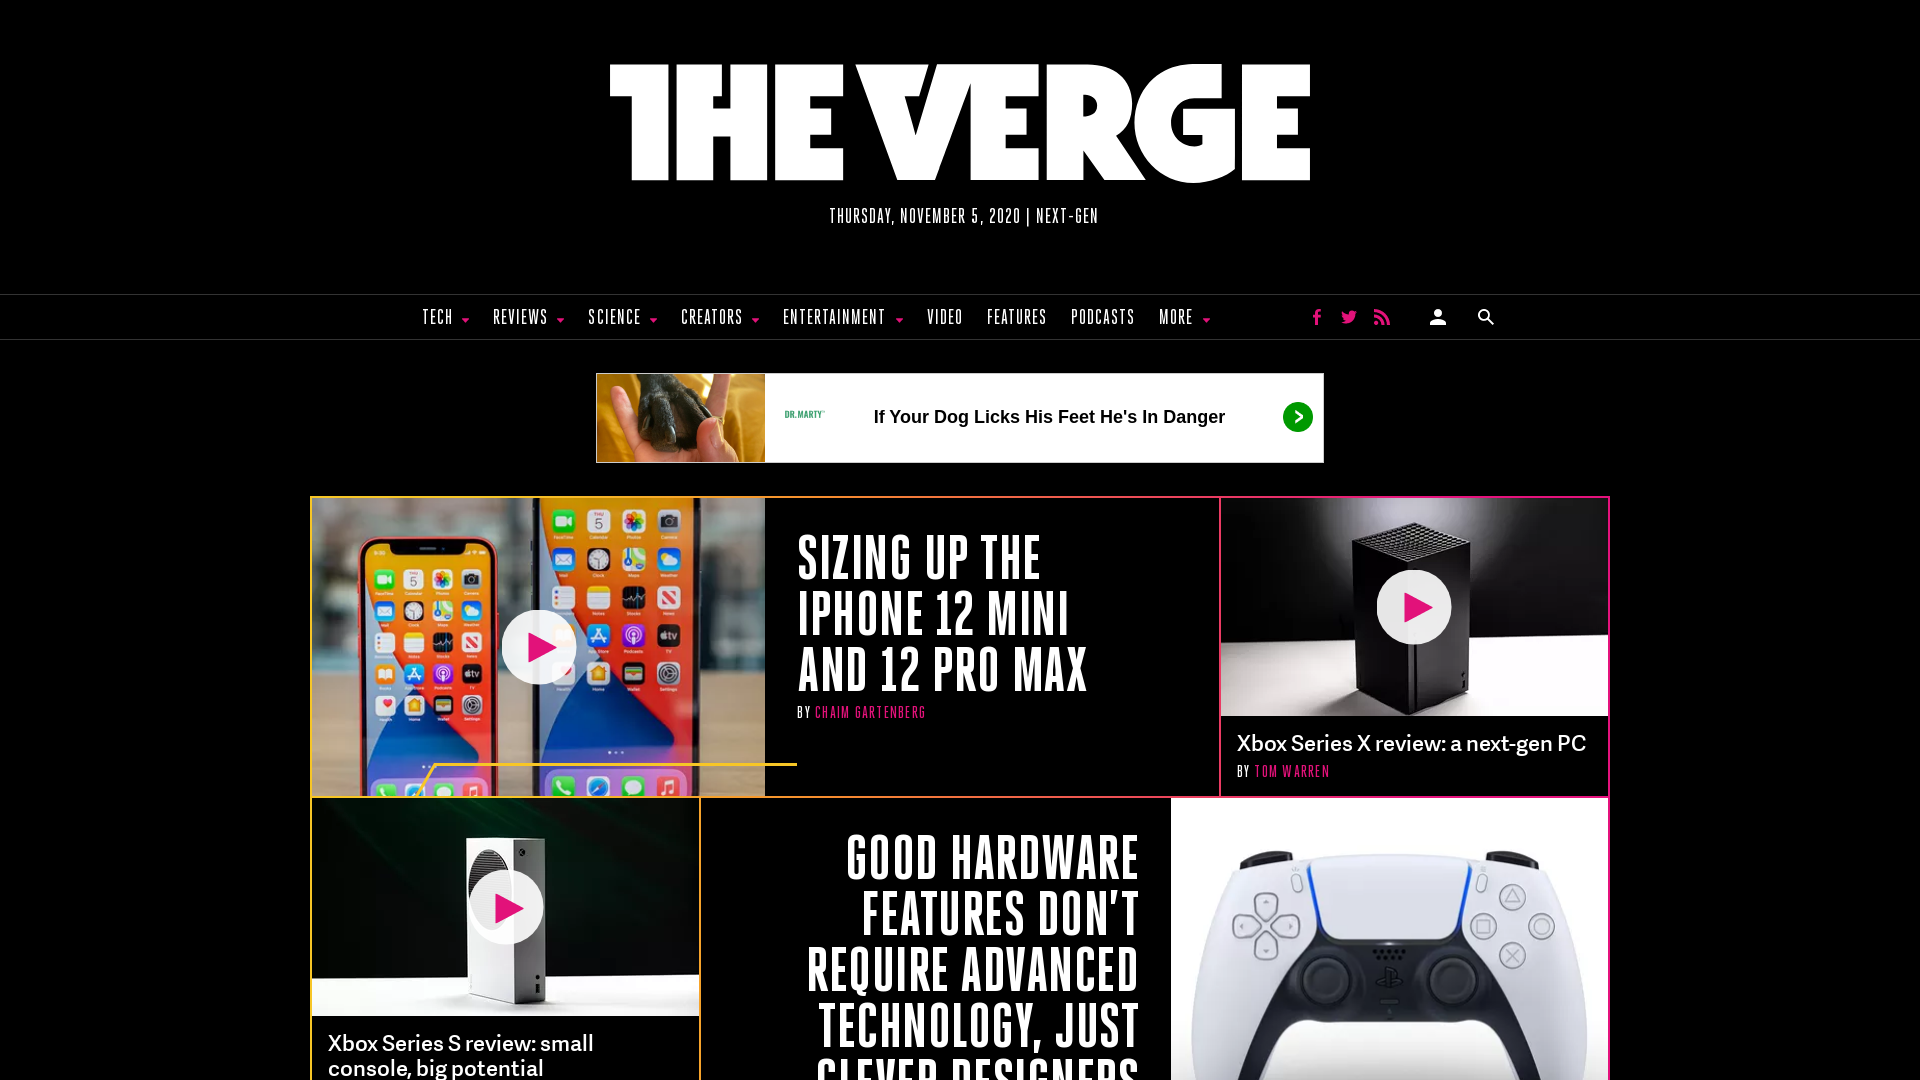 THE VERGE
THURSDAY, NOVEMBER 5, 2020 | NEXT-GEN
TECH REVIEWS SCIENCE CREATORS ENTERTAINMENT VIDEO FEATURES PODCASTS MORE
DR. MARTY
If Your Dog Licks His Feet He's In Danger
SIZING UP THE
IPHONE 12 MINI
AND 12 PRO MAX
BY CHAIM GARTENBERG
Xbox Series X review: a next-gen PC
BY TOM WARREN
Xbox Series S review: small
console, big potential
GOOD HARDWARE
FEATURES DON'T
REQUIRE ADVANCED
TECHNOLOGY, JUST
CLEVER DESIGNERS